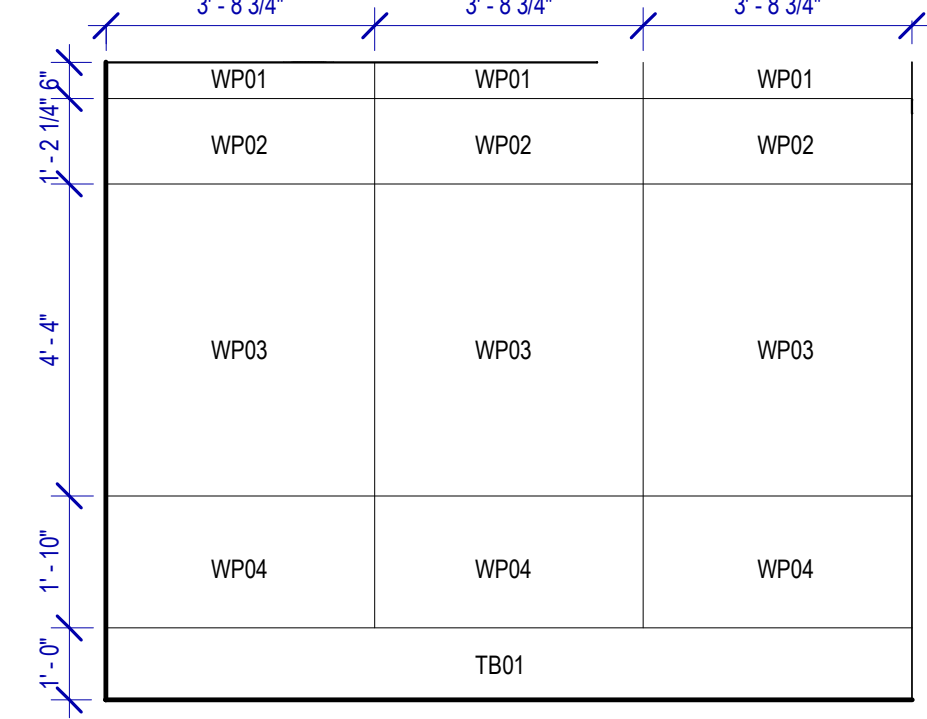 3' - 8 3/4" 3' - 8 3/4" 3' - 8 3/4"
6"
WP01 WP01 WP01
1' - 2 1/4"
WP02 WP02 WP02
4' - 4"
WP03 WP03 WP03
1' - 10"
WP04 WP04 WP04
1' - 0"
TB01